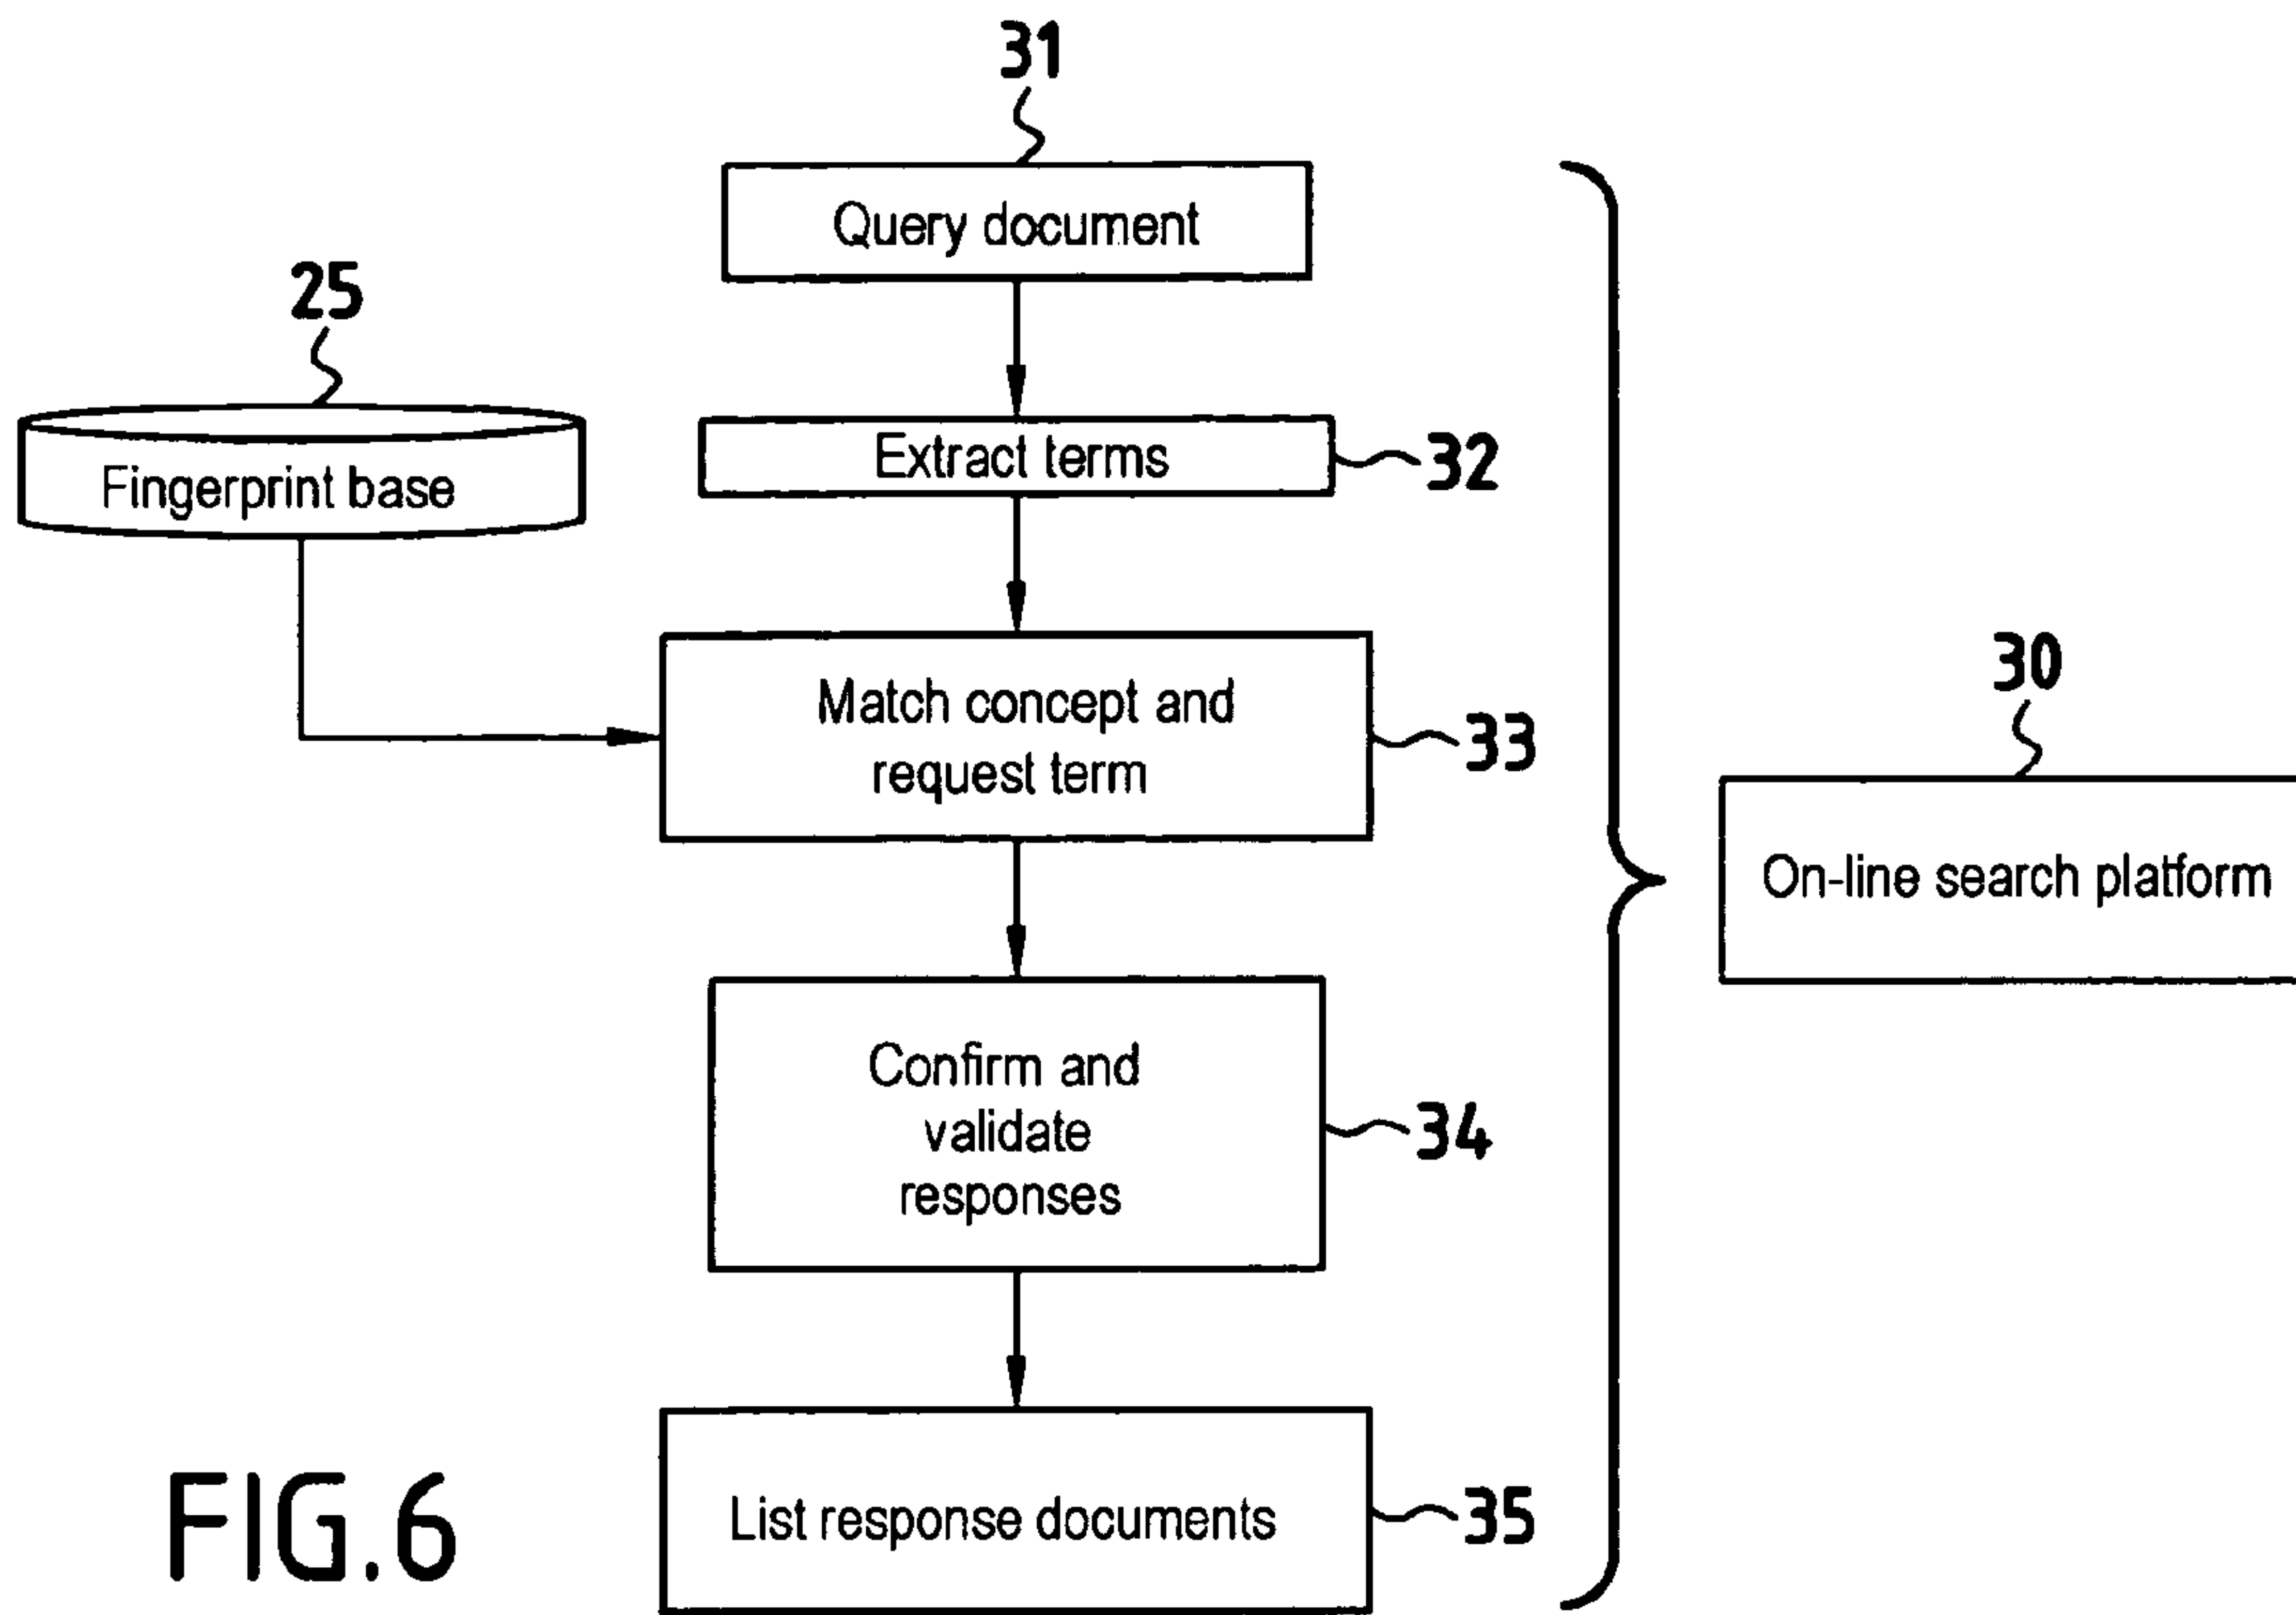 31
Query document
25
Fingerprint base
Extract terms
32
Match concept and
request term
33
30
On-line search platform
Confirm and
validate
responses
34
List response documents
35
FIG.6